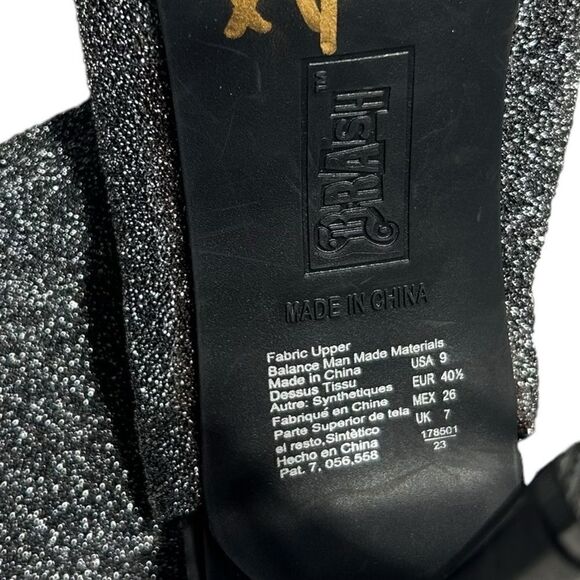 BRASH™
MADE IN CHINA
Fabric Upper
Balance Man Made Materials
Made in China
Dessus Tissu
Autre: Synthetiques
Fabriqué en Chine
Parte Superior de tela
el resto, Sintètico
Hecho en China
Pat. 7, 056,558
USA 9
EUR 40½
MEX 26
UK 7
178501
23